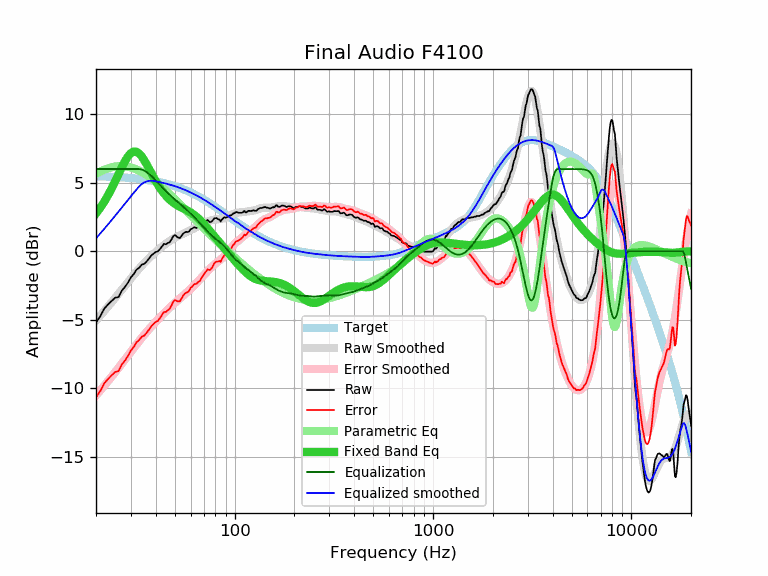 Final Audio F4100
Amplitude (dBr)
10
5
0
−5
−10
−15
Target
Raw Smoothed
Error Smoothed
Raw
Error
Parametric Eq
Fixed Band Eq
Equalization
Equalized smoothed
100
1000
10000
Frequency (Hz)